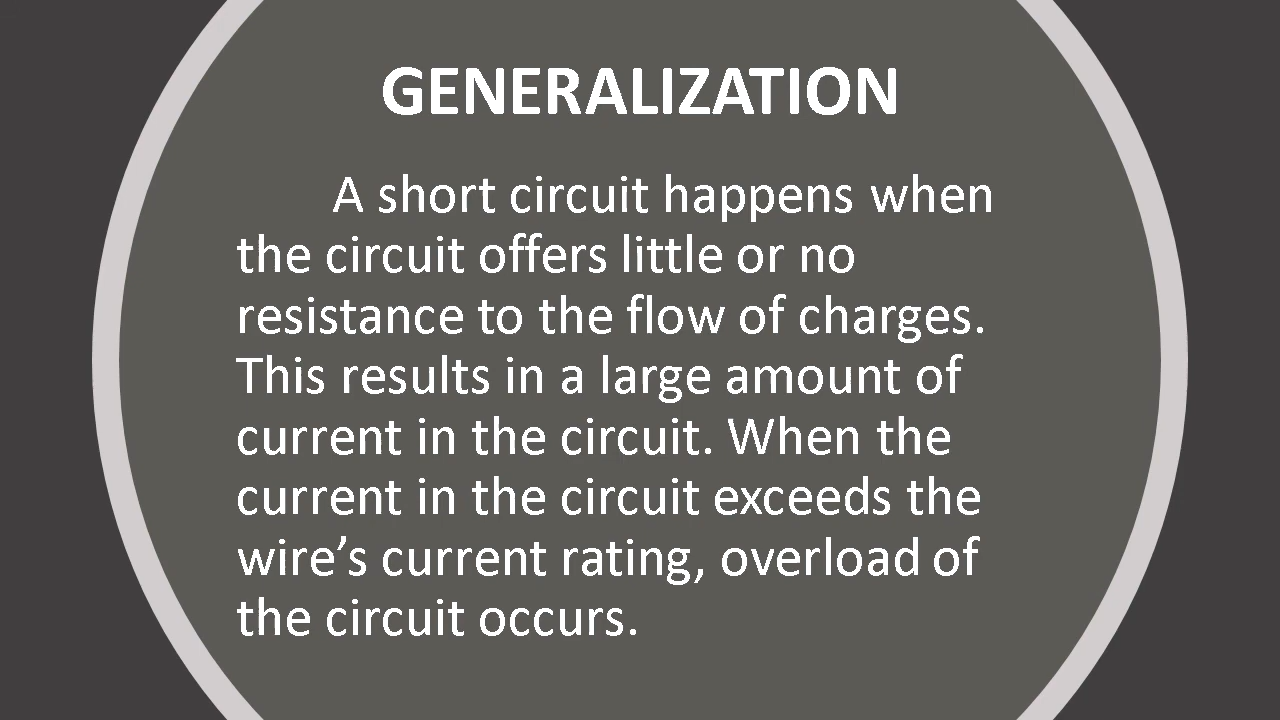 GENERALIZATION
A short circuit happens when
the circuit offers little or no
resistance to the flow of charges.
This results in a large amount of
current in the circuit. When the
current in the circuit exceeds the
wire’s current rating, overload of
the circuit occurs.